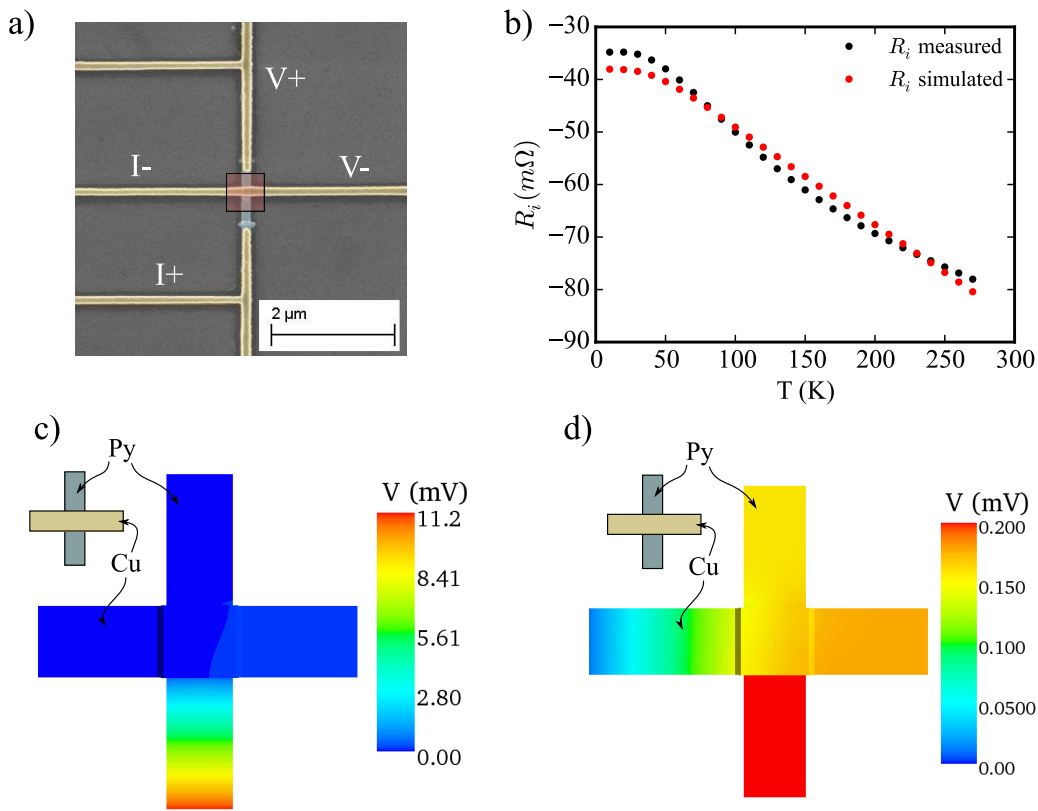 a)
V+
I-
V-
I+
2 µm
b)
−30
−40
−50
−60
−70
−80
−90
R_i (mΩ)
R_i measured
R_i simulated
0
50
100
150
200
250
300
T (K)
c)
Py
Cu
V (mV)
11.2
8.41
5.61
2.80
0.00
d)
Py
Cu
V (mV)
0.200
0.150
0.100
0.0500
0.00